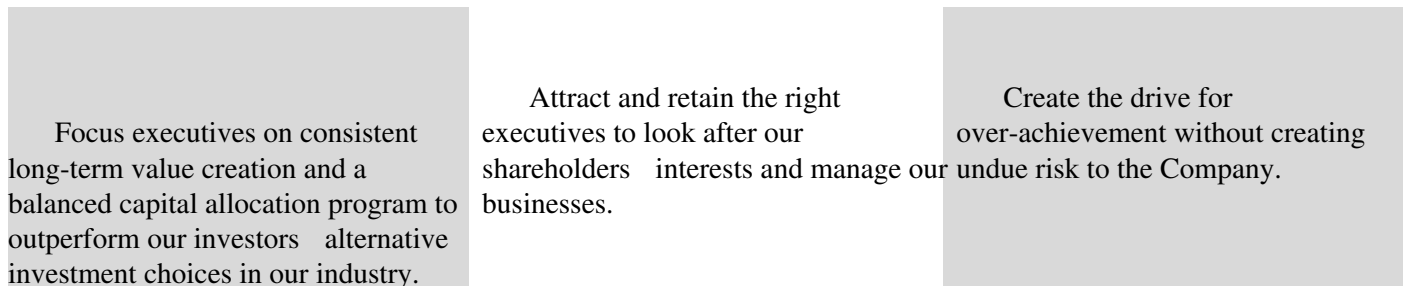 Focus executives on consistent
long-term value creation and a
balanced capital allocation program to
outperform our investors alternative
investment choices in our industry.
Attract and retain the right
executives to look after our
shareholders interests and manage our
businesses.
Create the drive for
over-achievement without creating
undue risk to the Company.